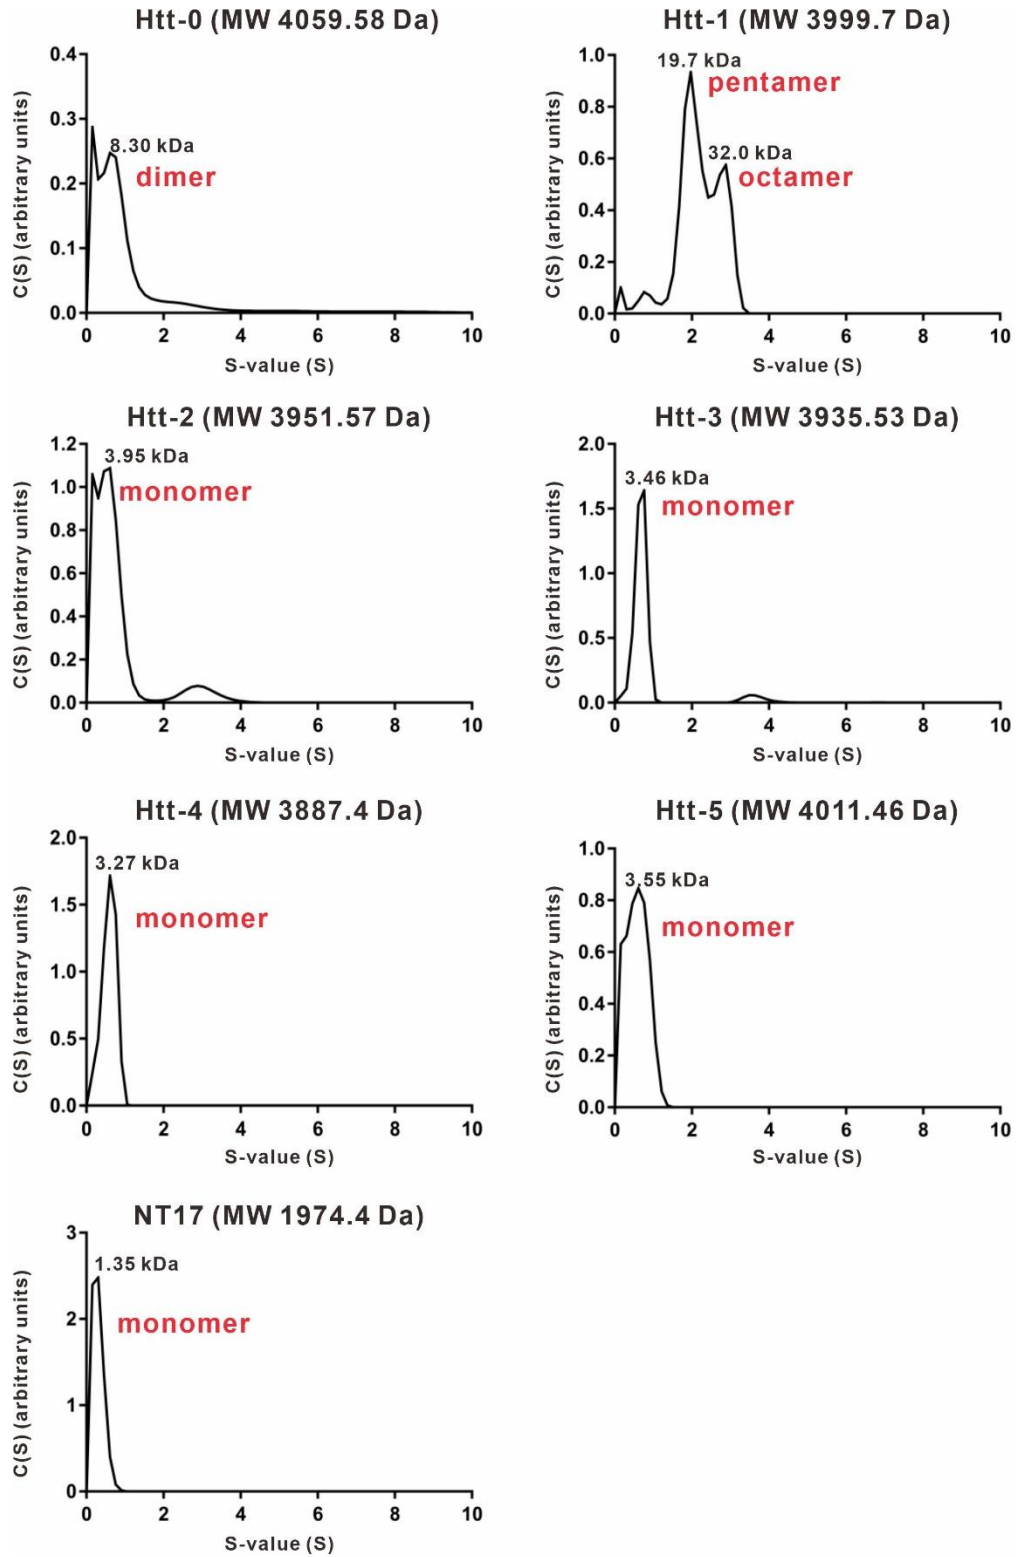 Htt-0 (MW 4059.58 Da)
0.4
0.3
0.2
0.1
0.0
8.30 kDa
dimer
C(S) (arbitrary units)
0 2 4 6 8 10
S-value (S)
Htt-1 (MW 3999.7 Da)
1.0
0.8
0.6
0.4
0.2
0.0
19.7 kDa
pentamer
32.0 kDa
octamer
C(S) (arbitrary units)
0 2 4 6 8 10
S-value (S)
Htt-2 (MW 3951.57 Da)
1.2
1.0
0.8
0.6
0.4
0.2
0.0
3.95 kDa
monomer
C(S) (arbitrary units)
0 2 4 6 8 10
S-value (S)
Htt-3 (MW 3935.53 Da)
2.0
1.5
1.0
0.5
0.0
3.46 kDa
monomer
C(S) (arbitrary units)
0 2 4 6 8 10
S-value (S)
Htt-4 (MW 3887.4 Da)
2.0
1.5
1.0
0.5
0.0
3.27 kDa
monomer
C(S) (arbitrary units)
0 2 4 6 8 10
S-value (S)
Htt-5 (MW 4011.46 Da)
1.0
0.8
0.6
0.4
0.2
0.0
3.55 kDa
monomer
C(S) (arbitrary units)
0 2 4 6 8 10
S-value (S)
NT17 (MW 1974.4 Da)
3
2
1
0
1.35 kDa
monomer
C(S) (arbitrary units)
0 2 4 6 8 10
S-value (S)